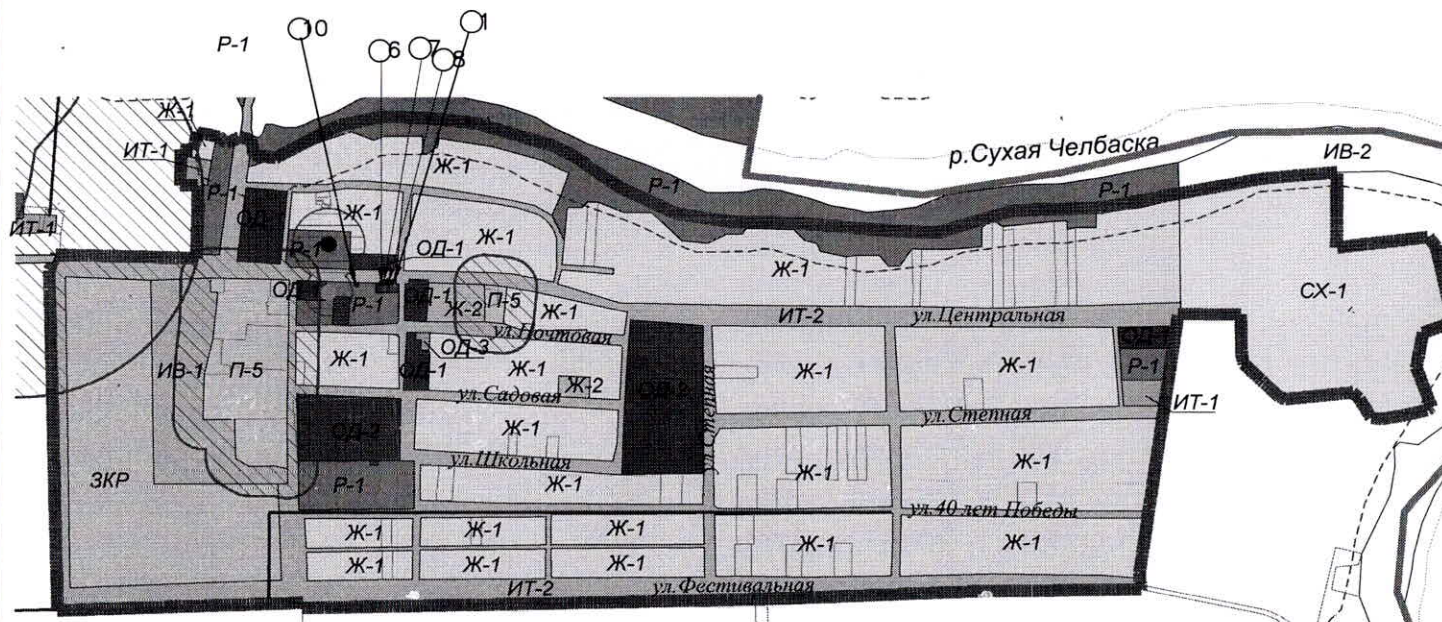 10
6
7
8
1
Р-1
Ж-1
ИТ-1
р.Сухая Челбаска
ИВ-2
Ж-1
Р-1
Р-1
Р-1
ИТ-1
Ж-1
Ж-1
ОД-1
Р-1
Ж-1
СХ-1
Р-1
ОД-1
Ж-2
П-5
Ж-1
ИТ-2
ул.Центральная
ул.Почтовая
ОД-3
Ж-1
Ж-1
Ж-1
Ж-1
Р-1
ИВ-1
П-5
ОД-1
Ж-2
ОД-2
ул.Степная
ул.Садовая
ИТ-1
ул.Степная
ОД-2
Ж-1
ул.Школьная
Ж-1
Ж-1
ЗКР
Р-1
Ж-1
ул.40 лет Победы
Ж-1
Ж-1
Ж-1
Ж-1
Ж-1
Ж-1
Ж-1
Ж-1
ИТ-2
ул.Фестивальная